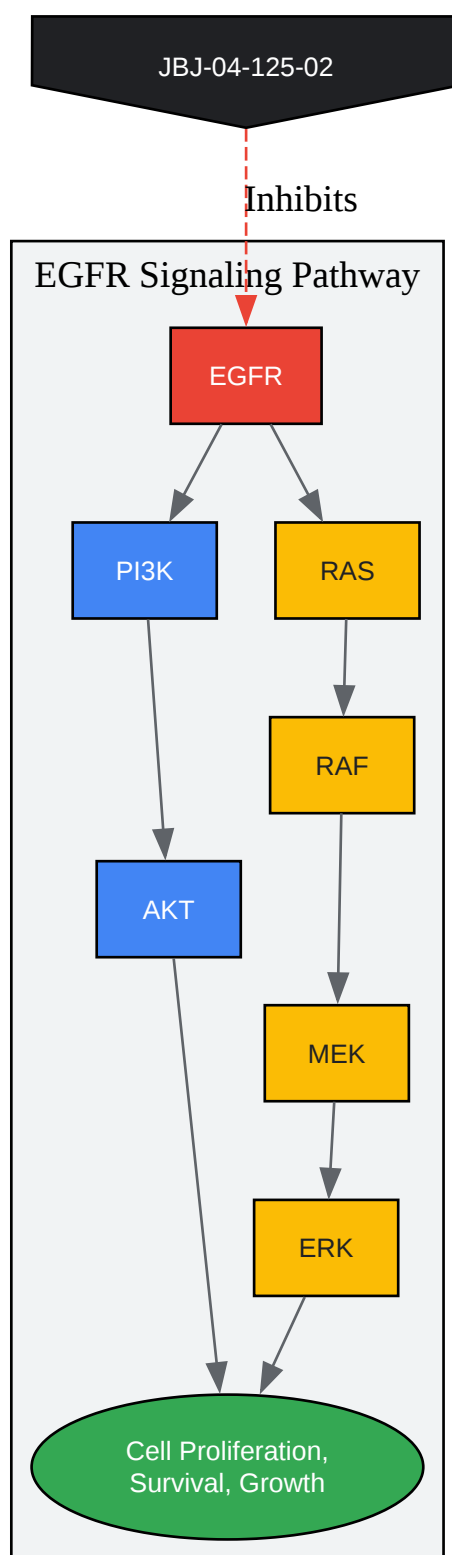 JBJ-04-125-02
Inhibits
EGFR Signaling Pathway
EGFR
PI3K
RAS
RAF
AKT
MEK
ERK
Cell Proliferation,
Survival, Growth